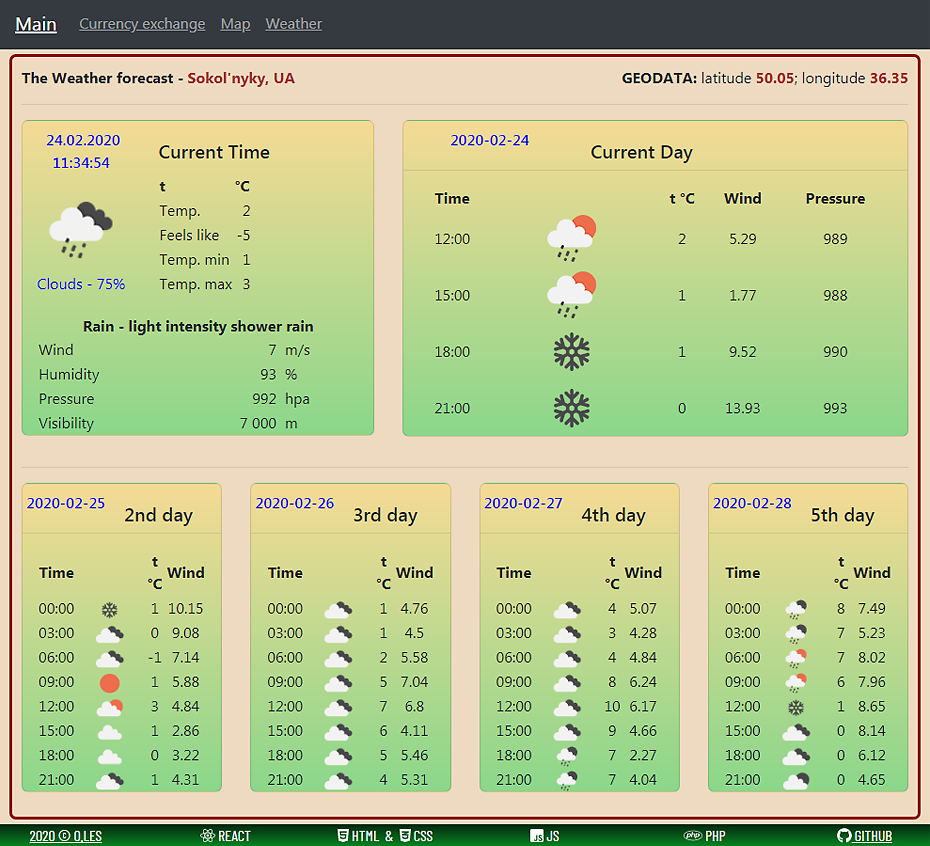 Main Currency exchange Map Weather
The Weather forecast - Sokol'nyky, UA GEODATA: latitude 50.05; longitude 36.35
24.02.2020
11:34:54
Current Time
t °C
Temp. 2
Feels like -5
Temp. min 1
Temp. max 3
Clouds - 75%
Rain - light intensity shower rain
Wind 7 m/s
Humidity 93 %
Pressure 992 hpa
Visibility 7 000 m
2020-02-24
Current Day
Time t °C Wind Pressure
12:00 2 5.29 989
15:00 1 1.77 988
18:00 1 9.52 990
21:00 0 13.93 993
2020-02-25
2nd day
Time t °C Wind
00:00 1 10.15
03:00 0 9.08
06:00 -1 7.14
09:00 1 5.88
12:00 3 4.84
15:00 1 2.86
18:00 0 3.22
21:00 1 4.31
2020-02-26
3rd day
Time t °C Wind
00:00 1 4.76
03:00 1 4.5
06:00 2 5.58
09:00 5 7.04
12:00 7 6.8
15:00 6 4.11
18:00 5 5.46
21:00 4 5.31
2020-02-27
4th day
Time t °C Wind
00:00 4 5.07
03:00 3 4.28
06:00 4 4.84
09:00 8 6.24
12:00 10 6.17
15:00 9 4.66
18:00 7 2.27
21:00 7 4.04
2020-02-28
5th day
Time t °C Wind
00:00 8 7.49
03:00 7 5.23
06:00 7 8.02
09:00 6 7.96
12:00 1 8.65
15:00 0 8.14
18:00 0 6.12
21:00 0 4.65
2020 © O.LES REACT HTML & CSS JS JS php PHP GITHUB